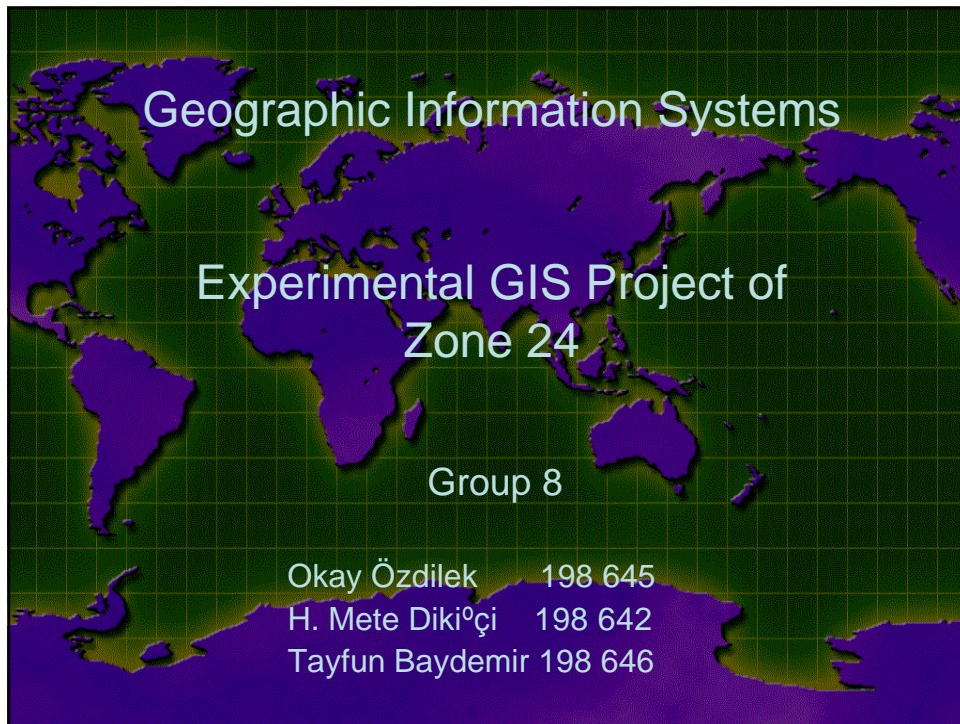 Geographic Information Systems
Experimental GIS Project of
Zone 24
Group 8
Okay Özdilek 198 645
H. Mete Dikiºçi 198 642
Tayfun Baydemir 198 646